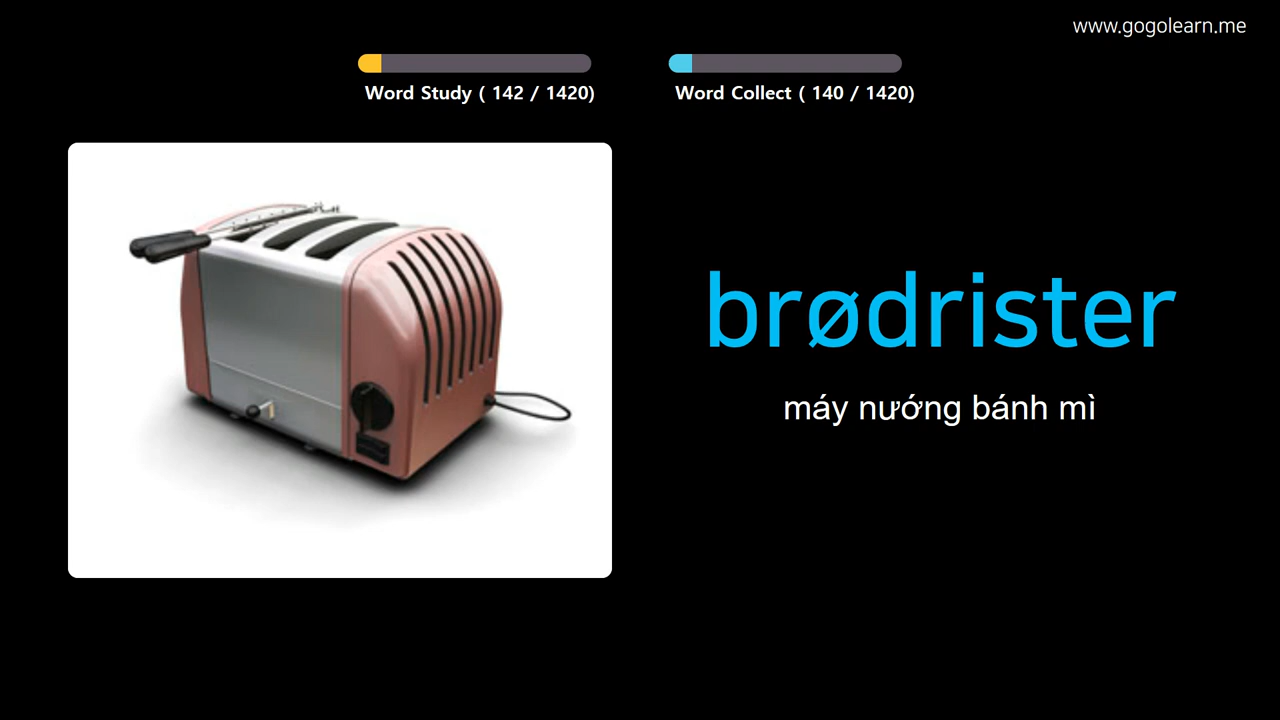 www.gogolearn.me
Word Study ( 142 / 1420)
Word Collect ( 140 / 1420)
brødrister
máy nướng bánh mì